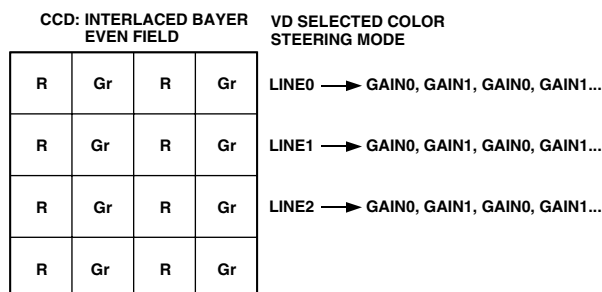 CCD: INTERLACED BAYER
EVEN FIELD
VD SELECTED COLOR
STEERING MODE
R Gr R Gr
LINE0 → GAIN0, GAIN1, GAIN0, GAIN1...
R Gr R Gr
LINE1 → GAIN0, GAIN1, GAIN0, GAIN1...
R Gr R Gr
LINE2 → GAIN0, GAIN1, GAIN0, GAIN1...
R Gr R Gr